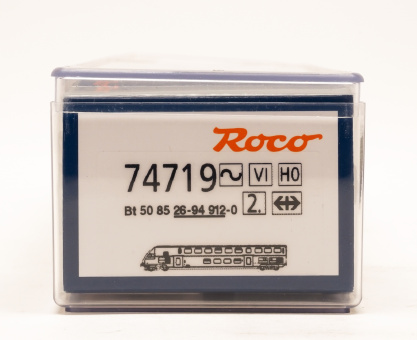 Roco
74719 ~ VI H0
Bt 50 85 26-94 912-0 2.